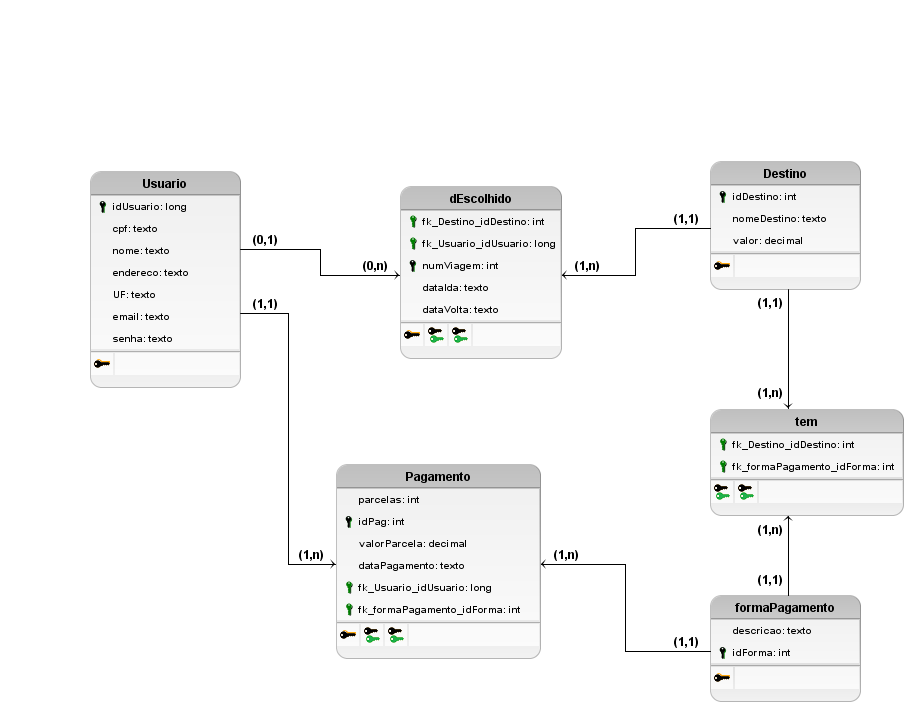 Usuario
idUsuario: long
cpf: texto
nome: texto
endereco: texto
UF: texto
email: texto
senha: texto
(0,1)
(0,n)
(1,1)
(1,n)
dEscolhido
fk_Destino_idDestino: int
fk_Usuario_idUsuario: long
numViagem: int
dataIda: texto
dataVolta: texto
(1,n)
(1,1)
Destino
idDestino: int
nomeDestino: texto
valor: decimal
(1,1)
(1,n)
tem
fk_Destino_idDestino: int
fk_formaPagamento_idForma: int
(1,n)
(1,1)
Pagamento
parcelas: int
idPag: int
valorParcela: decimal
dataPagamento: texto
fk_Usuario_idUsuario: long
fk_formaPagamento_idForma: int
(1,n)
(1,1)
formaPagamento
descricao: texto
idForma: int